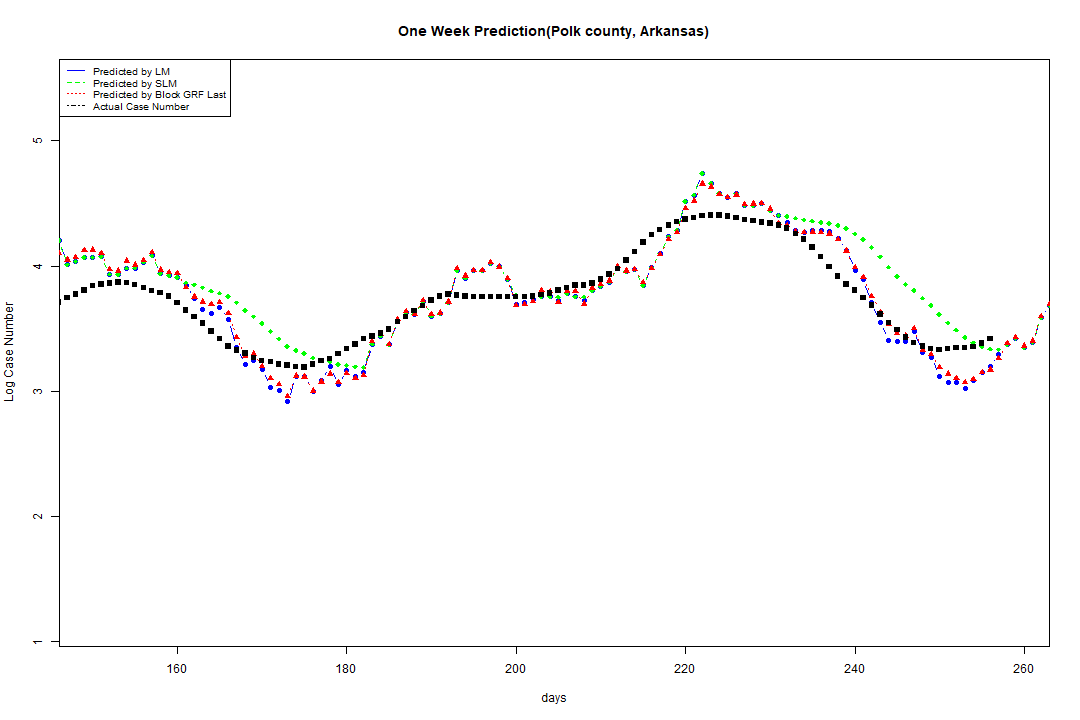 One Week Prediction(Polk county, Arkansas)
Predicted by LM
Predicted by SLM
Predicted by Block GRF Last
Actual Case Number
5
4
3
2
1
Log Case Number
160 180 200 220 240 260
days